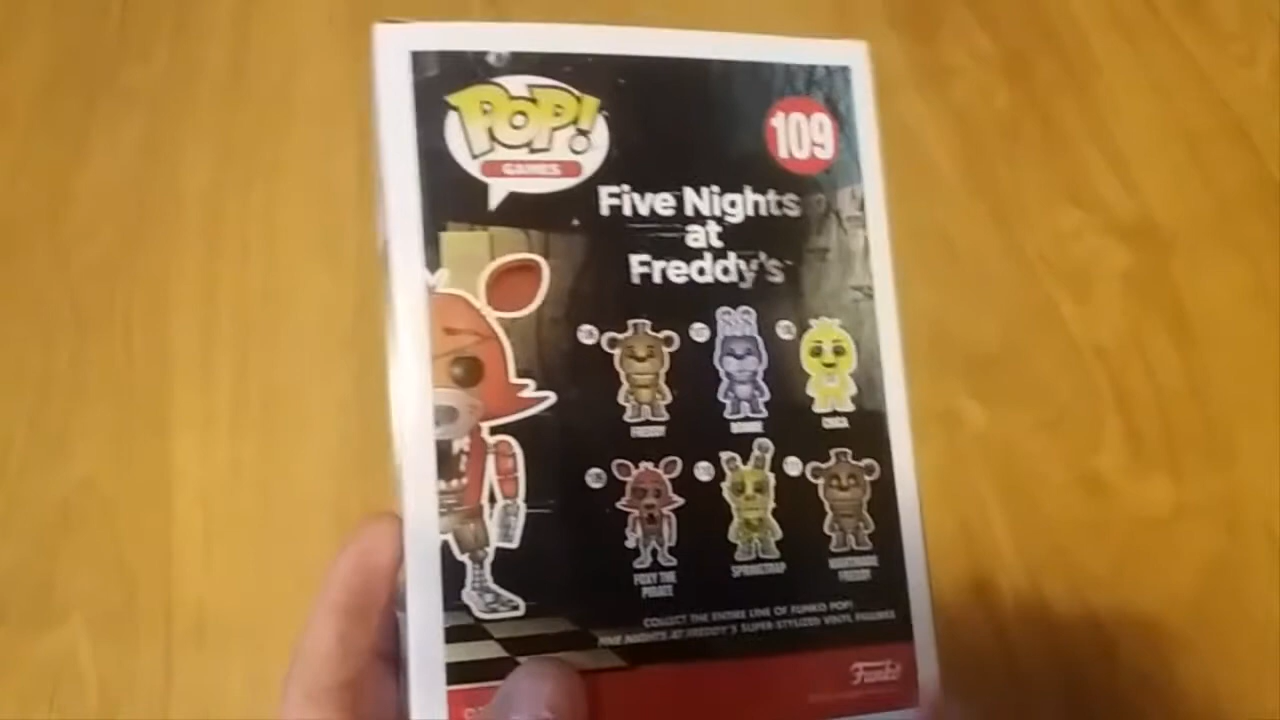 POP!
GAMES
109
Five Nights
at
Freddy's
FREDDY
BONNIE
CHICA
FOXY THE
PIRATE
SPRINGTRAP
NIGHTMARE
FREDDY
COLLECT THE ENTIRE LINE OF FUNKO POP!
FIVE NIGHTS AT FREDDY'S SUPER STYLIZED VINYL FIGURES
Funko